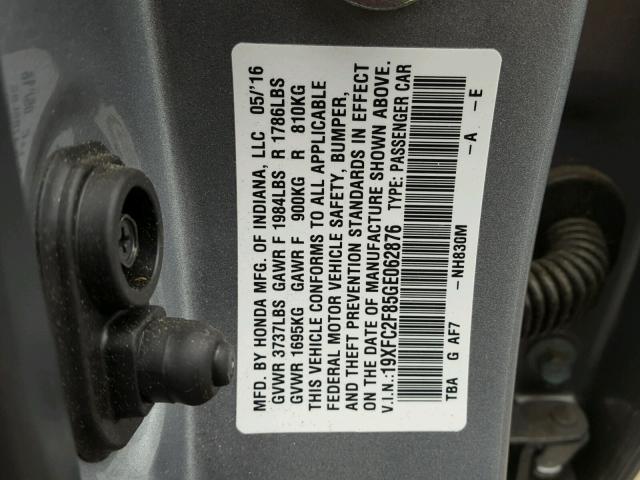 MFD. BY HONDA MFG. OF INDIANA, LLC 05/'16
GVWR 3737LBS GAWR F 1984LBS R 1786LBS
GVWR 1695KG GAWR F 900KG R 810KG
THIS VEHICLE CONFORMS TO ALL APPLICABLE
FEDERAL MOTOR VEHICLE SAFETY, BUMPER,
AND THEFT PREVENTION STANDARDS IN EFFECT
ON THE DATE OF MANUFACTURE SHOWN ABOVE.
V.I.N.:19XFC2F85GE062876 TYPE: PASSENGER CAR
TBA G AF7 -NH830M -A -E